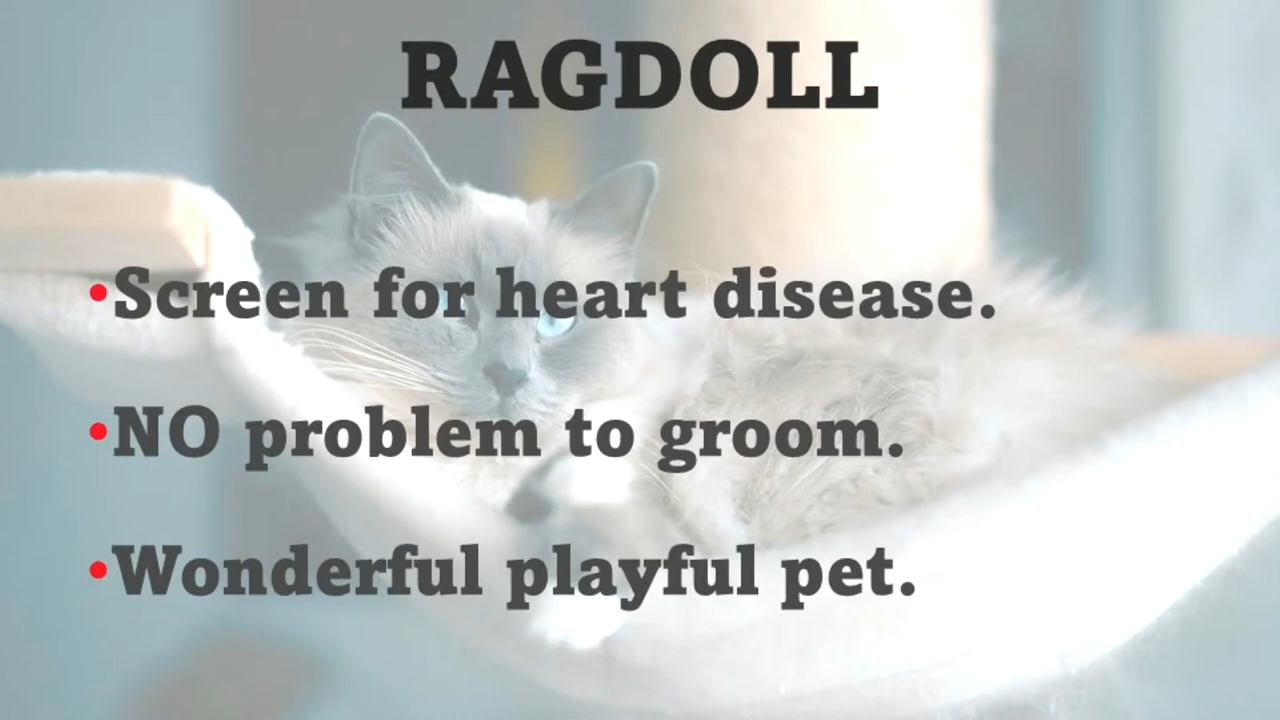 RAGDOLL
•Screen for heart disease.
•NO problem to groom.
•Wonderful playful pet.